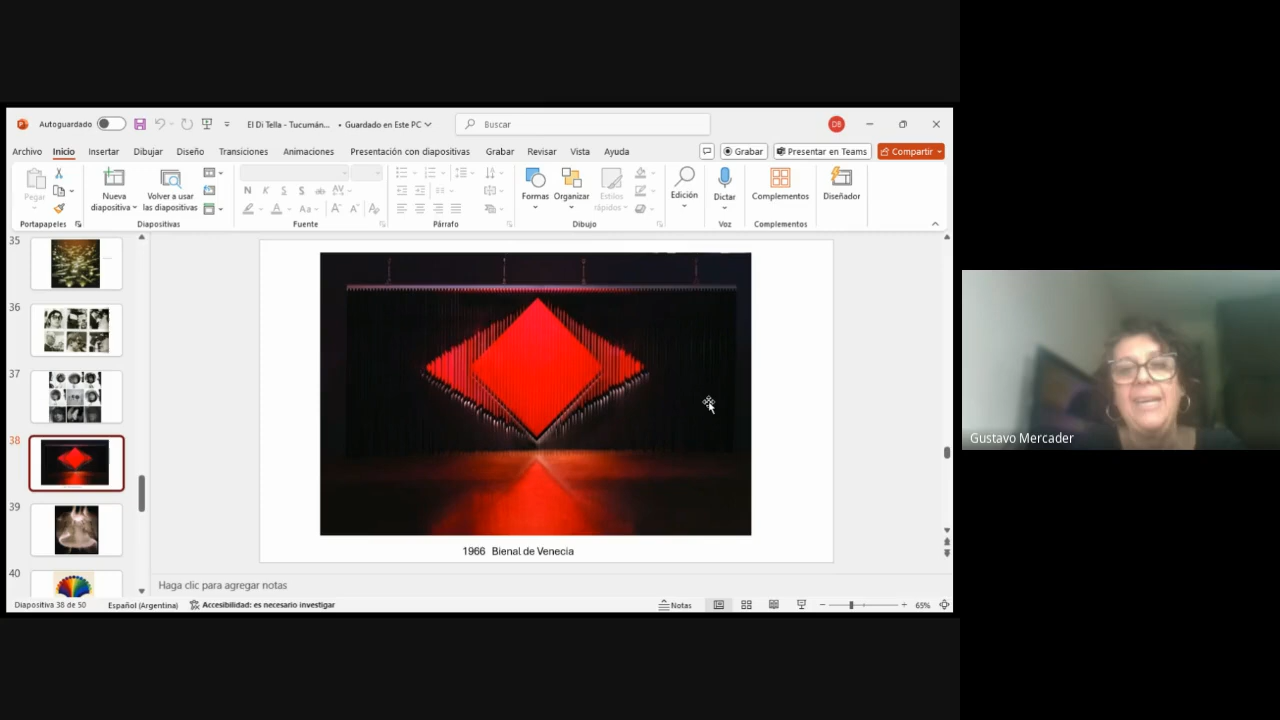 Autoguardado
El Di Tella - Tucumán... • Guardado en Este PC
Buscar
DB
Archivo Inicio Insertar Dibujar Diseño Transiciones Animaciones Presentación con diapositivas Grabar Revisar Vista Ayuda
Grabar
Presentar en Teams
Compartir
Pegar
Nueva
diapositiva
Volver a usar
las diapositivas
N K S S ab AV
A Aa A A A
Formas
Organizar
Estilos
rápidos
Edición
Dictar
Complementos
Diseñador
Portapapeles
Diapositivas
Fuente
Párrafo
Dibujo
Voz
Complementos
35
36
37
38
39
40
1966 Bienal de Venecia
Haga clic para agregar notas
Diapositiva 38 de 50 Español (Argentina) Accesibilidad: es necesario investigar
Notas
65%
Gustavo Mercader